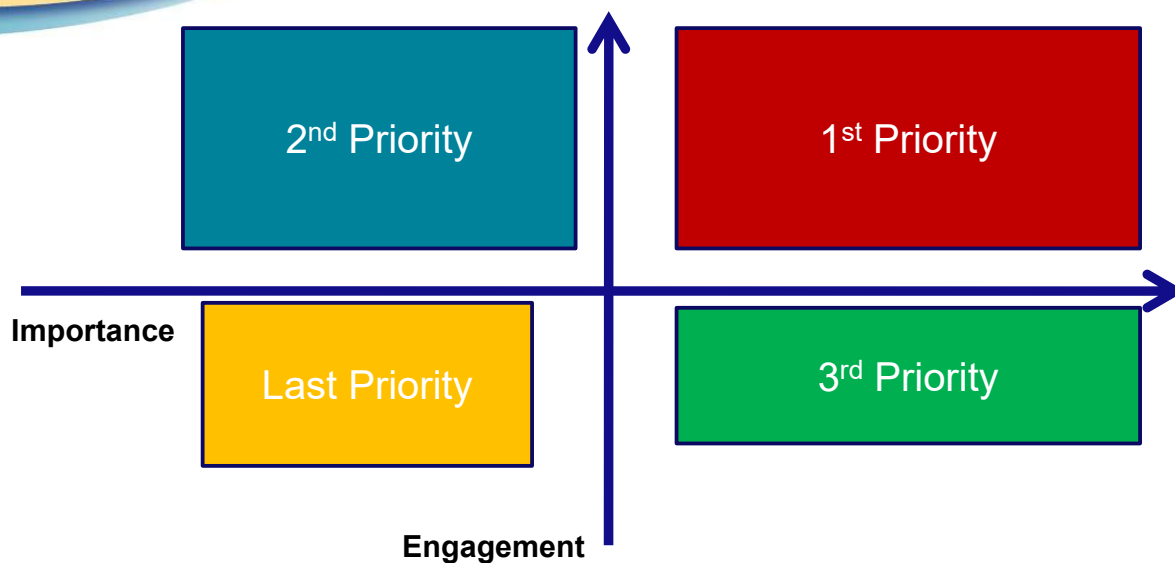 2nd Priority
1st Priority
Importance
Last Priority
3rd Priority
Engagement